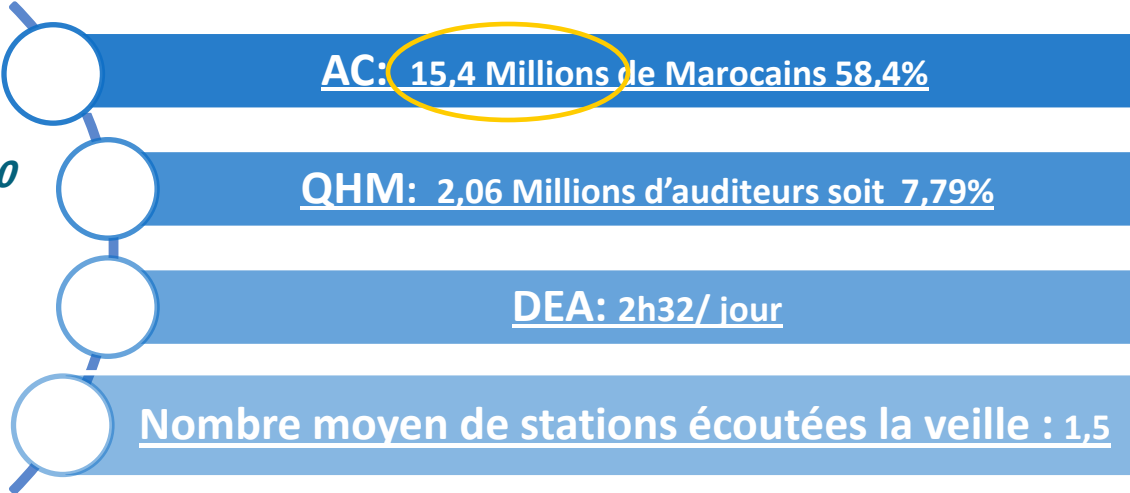 AC: 15,4 Millions de Marocains 58,4%
0
QHM: 2,06 Millions d'auditeurs soit 7,79%
DEA: 2h32/ jour
Nombre moyen de stations écoutées la veille : 1,5